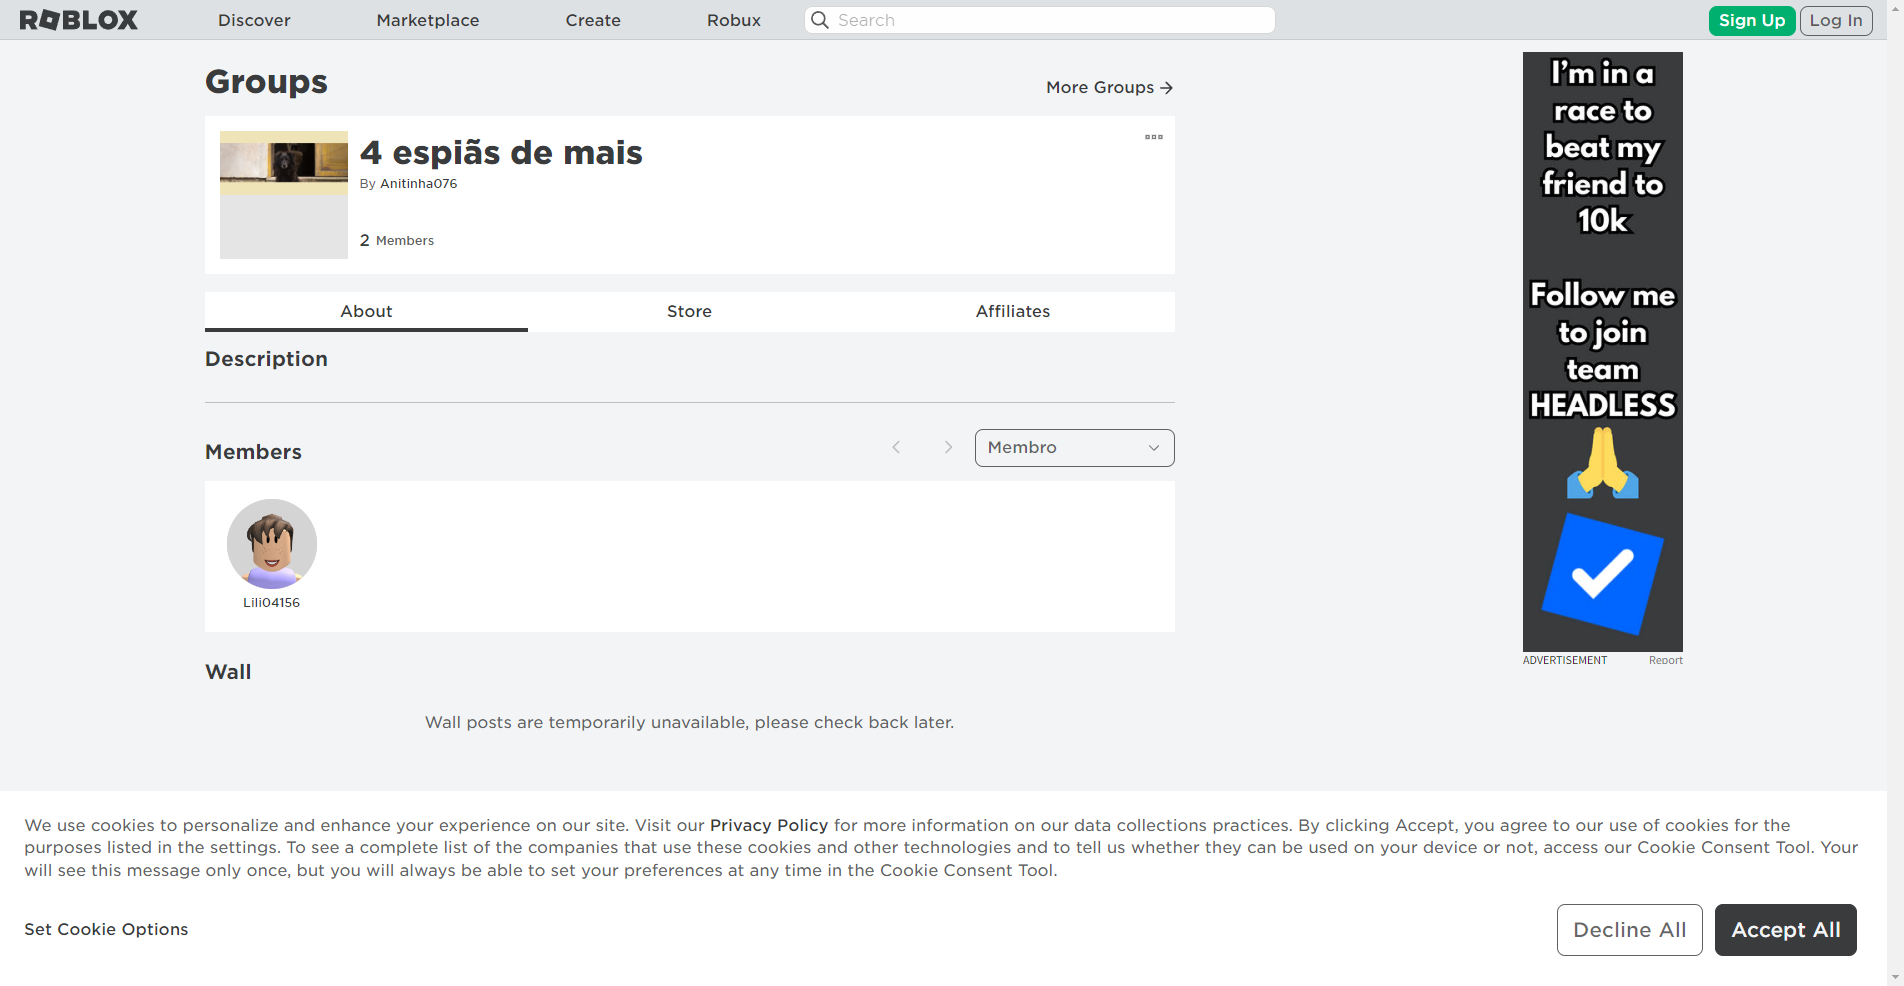 ROBLOX
Discover
Marketplace
Create
Robux
Search
Sign Up
Log In
Groups
More Groups
4 espiãs de mais
By Anitinha076
2 Members
About
Store
Affiliates
Description
Members
Membro
Lili04156
Wall
Wall posts are temporarily unavailable, please check back later.
I'm in a
race to
beat my
friend to
10k
Follow me
to join
team
HEADLESS
ADVERTISEMENT
Report
We use cookies to personalize and enhance your experience on our site. Visit our Privacy Policy for more information on our data collections practices. By clicking Accept, you agree to our use of cookies for the
purposes listed in the settings. To see a complete list of the companies that use these cookies and other technologies and to tell us whether they can be used on your device or not, access our Cookie Consent Tool. Your
will see this message only once, but you will always be able to set your preferences at any time in the Cookie Consent Tool.
Set Cookie Options
Decline All
Accept All